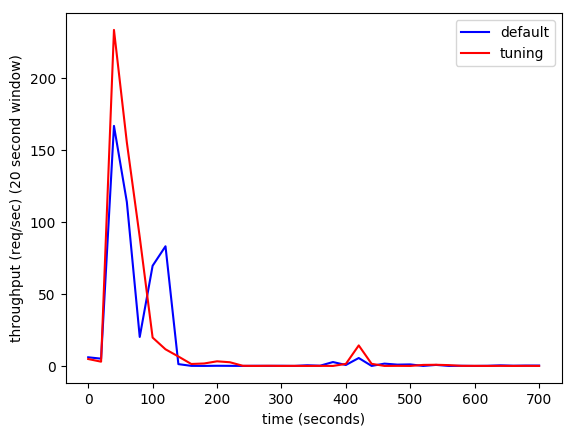 default
tuning
throughput (req/sec) (20 second window)
200
150
100
50
0
0 100 200 300 400 500 600 700
time (seconds)